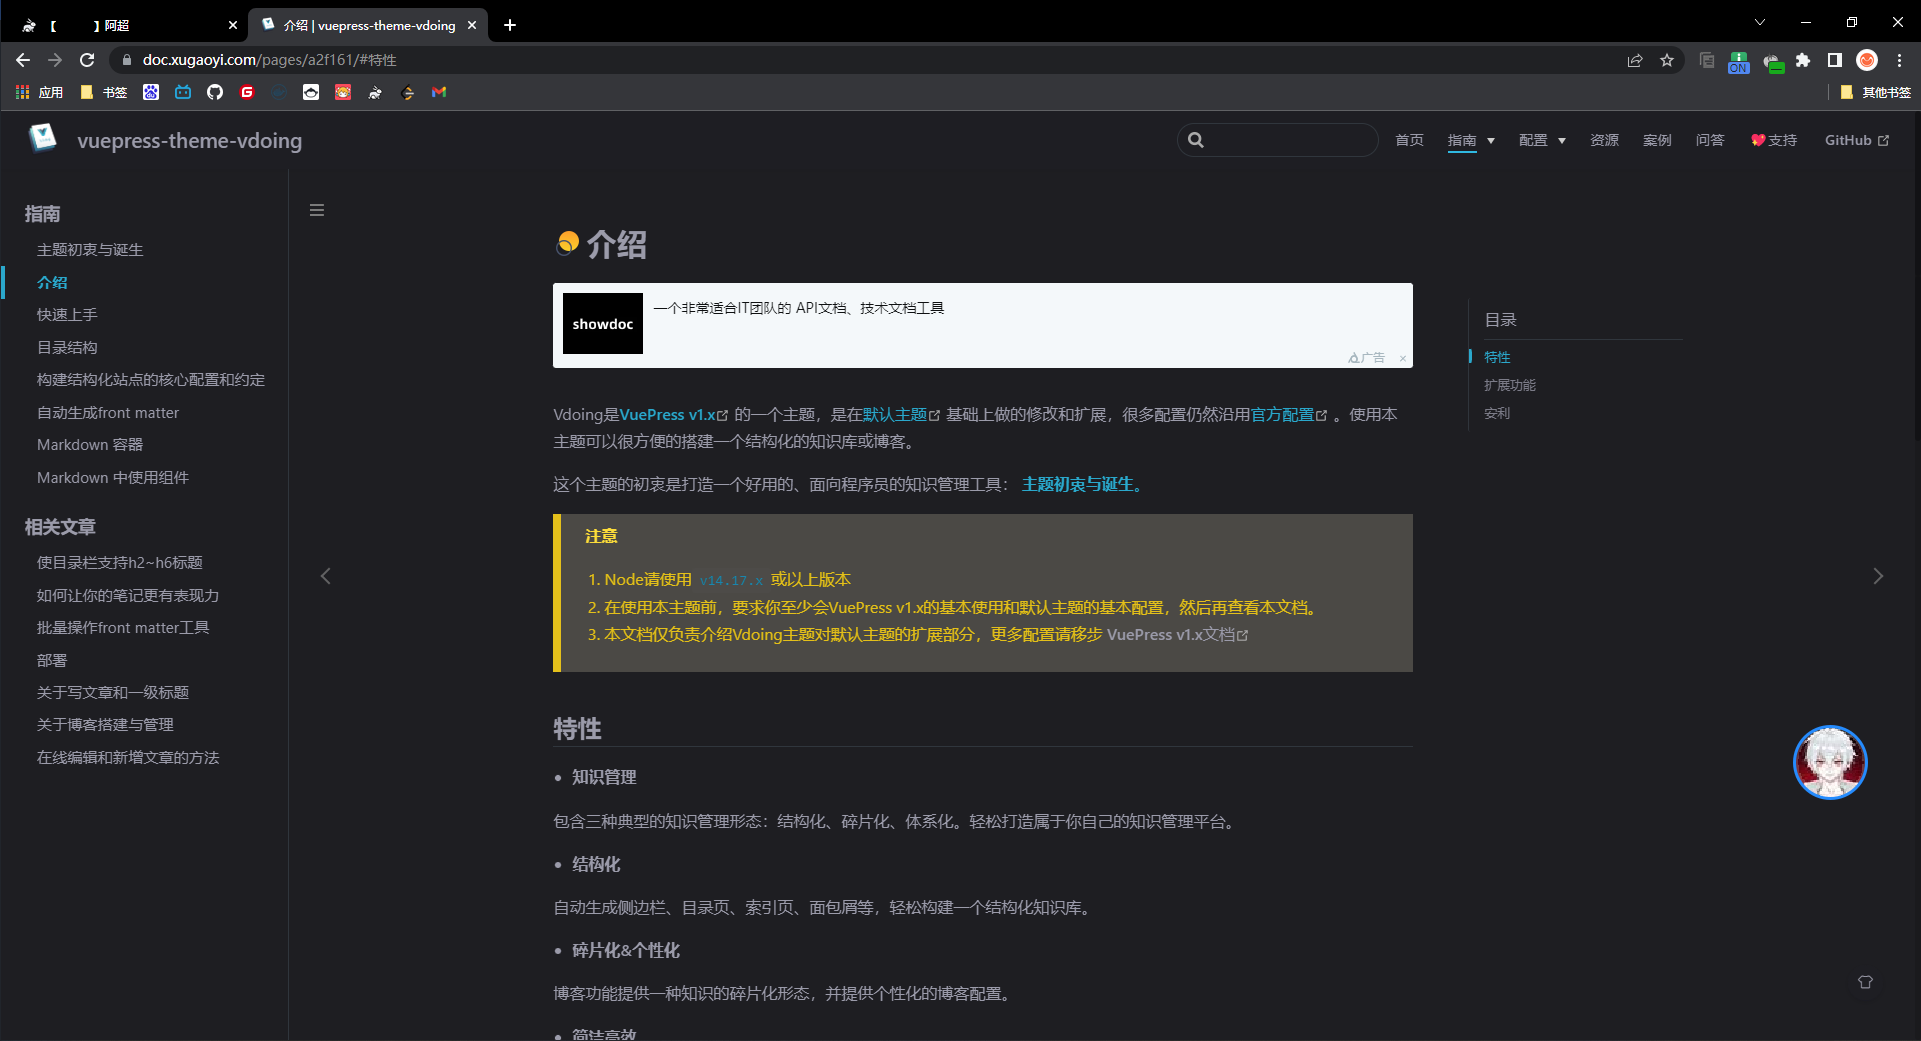 [ ] 阿超
介绍 | vuepress-theme-vdoing
doc.xugaoyi.com/pages/a2f161/#特性
ON
应用
书签
其他书签
vuepress-theme-vdoing
首页
指南
配置
资源
案例
问答
支持
GitHub
指南
主题初衷与诞生
介绍
快速上手
目录结构
构建结构化站点的核心配置和约定
自动生成front matter
Markdown 容器
Markdown 中使用组件
相关文章
使目录栏支持h2~h6标题
如何让你的笔记更有表现力
批量操作front matter工具
部署
关于写文章和一级标题
关于博客搭建与管理
在线编辑和新增文章的方法
介绍
showdoc
一个非常适合IT团队的 API文档、技术文档工具
广告
×
Vdoing是VuePress v1.x 的一个主题，是在默认主题 基础上做的修改和扩展，很多配置仍然沿用官方配置 。使用本
主题可以很方便的搭建一个结构化的知识库或博客。
这个主题的初衷是打造一个好用的、面向程序员的知识管理工具： 主题初衷与诞生。
注意
1. Node请使用 v14.17.x 或以上版本
2. 在使用本主题前，要求你至少会VuePress v1.x的基本使用和默认主题的基本配置，然后再查看本文档。
3. 本文档仅负责介绍Vdoing主题对默认主题的扩展部分，更多配置请移步 VuePress v1.x文档
特性
• 知识管理
包含三种典型的知识管理形态：结构化、碎片化、体系化。轻松打造属于你自己的知识管理平台。
• 结构化
自动生成侧边栏、目录页、索引页、面包屑等，轻松构建一个结构化知识库。
• 碎片化&个性化
博客功能提供一种知识的碎片化形态，并提供个性化的博客配置。
• 简洁高效
目录
特性
扩展功能
安利